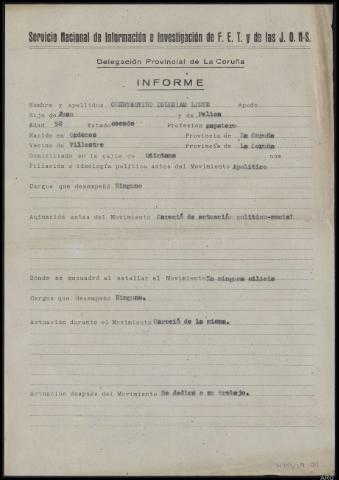 Servicio Nacional de Información e Investigación de F. E. T. y de las J. O. N-S.
Delegación Provincial de La Coruña
INFORME
Nombre y apellidos CONSTANTINO IGLESIAS Apodo
Hijo de Juan y de Felisa
Edad 50 Estado casado Profesión zapatero
Nacido en Ordenes Provincia de La Coruña
Vecino de Villestre Provincia de La Coruña
Domiciliado en la calle de Quintana nºm
Filiación e ideología política antes del Movimiento Apolítico
Cargos que desempeñó Ninguno
Actuación antes del Movimiento Careció de actuación político-social
Dónde se encuadró al estallar el Movimiento En ninguna milicia
Cargos que desempeñó Ninguno.
Actuación durante el Movimiento Careció de la misma.
Actuación después del Movimiento Se dedica a su trabajo.